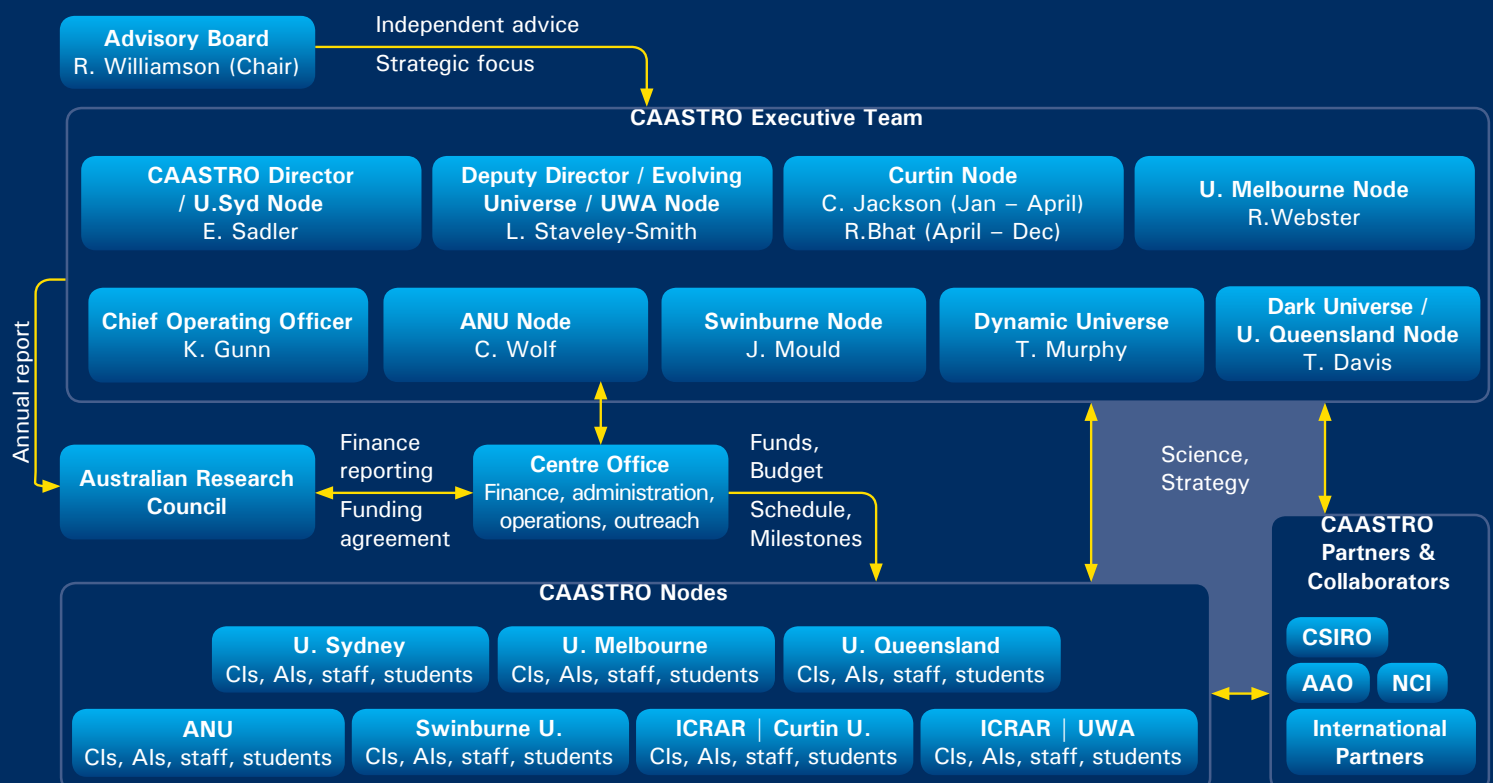 Advisory Board
R. Williamson (Chair)
Independent advice
Strategic focus
CAASTRO Executive Team
CAASTRO Director
/ U.Syd Node
E. Sadler
Deputy Director / Evolving
Universe / UWA Node
L. Staveley-Smith
Curtin Node
C. Jackson (Jan – April)
R.Bhat (April – Dec)
U. Melbourne Node
R.Webster
Chief Operating Officer
K. Gunn
ANU Node
C. Wolf
Swinburne Node
J. Mould
Dynamic Universe
T. Murphy
Dark Universe /
U. Queensland Node
T. Davis
Annual report
Australian Research
Council
Finance
reporting
Funding
agreement
Centre Office
Finance, administration,
operations, outreach
Funds,
Budget
Schedule,
Milestones
Science,
Strategy
CAASTRO Nodes
U. Sydney
CIs, AIs, staff, students
U. Melbourne
CIs, AIs, staff, students
U. Queensland
CIs, AIs, staff, students
ANU
CIs, AIs, staff, students
Swinburne U.
CIs, AIs, staff, students
ICRAR | Curtin U.
CIs, AIs, staff, students
ICRAR | UWA
CIs, AIs, staff, students
CAASTRO
Partners &
Collaborators
CSIRO
AAO
NCI
International
Partners